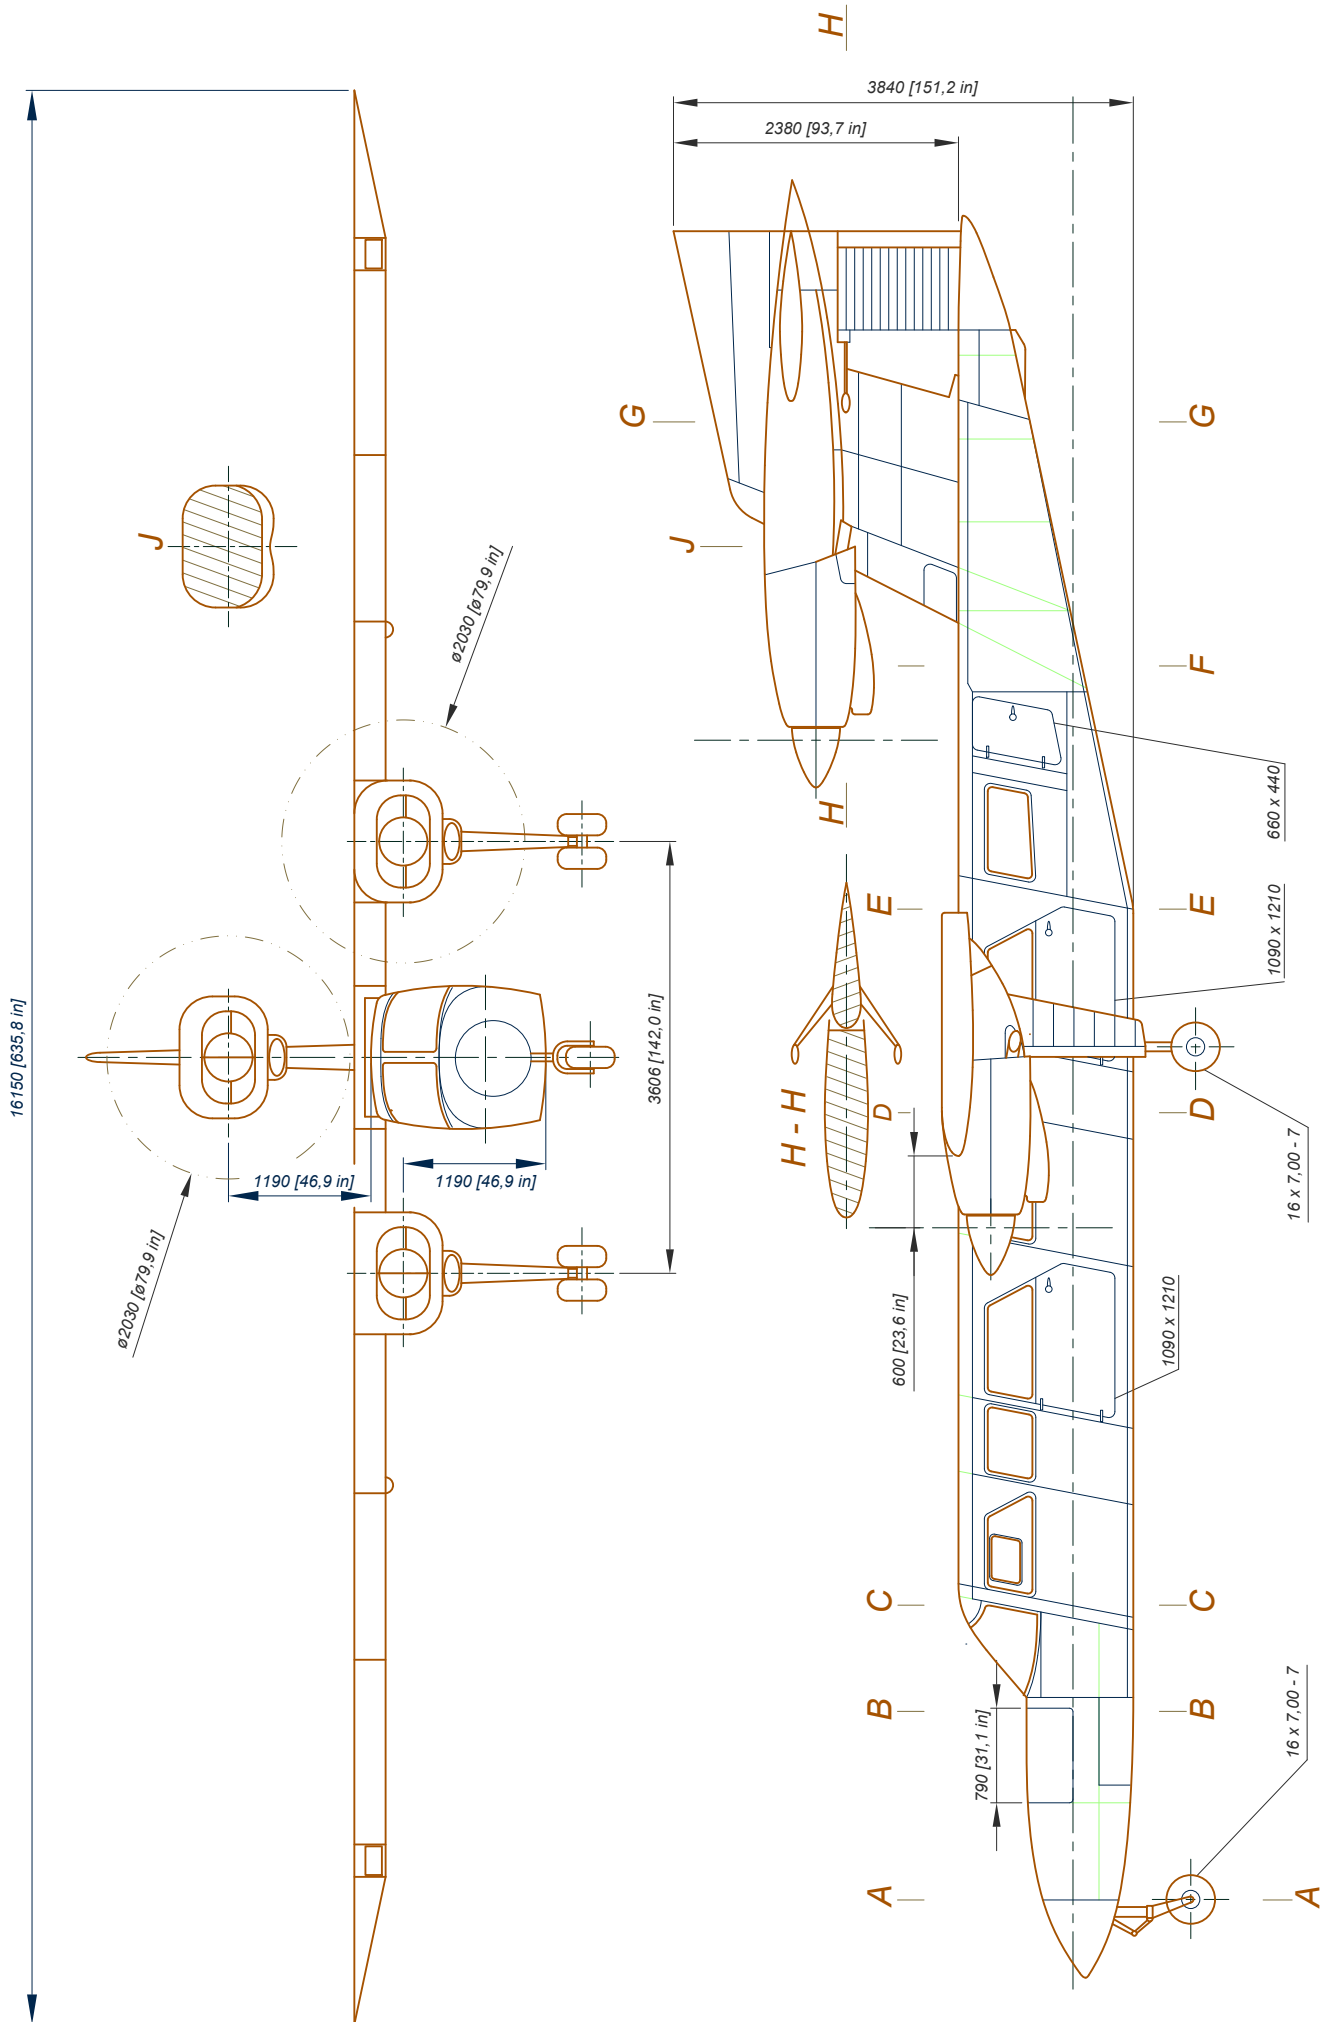 H
3840 [151,2 in]
2380 [93,7 in]
G
G
J
J
ø2030 [ø79,9 in]
F
660 x 440
H
E
E
1090 x 1210
16150 [635,8 in]
3606 [142,0 in]
H - H
D
D
16 x 7,00 - 7
1190 [46,9 in]
1190 [46,9 in]
ø2030 [ø79,9 in]
600 [23,6 in]
1090 x 1210
C
C
B
B
790 [31,1 in]
16 x 7,00 - 7
A
A